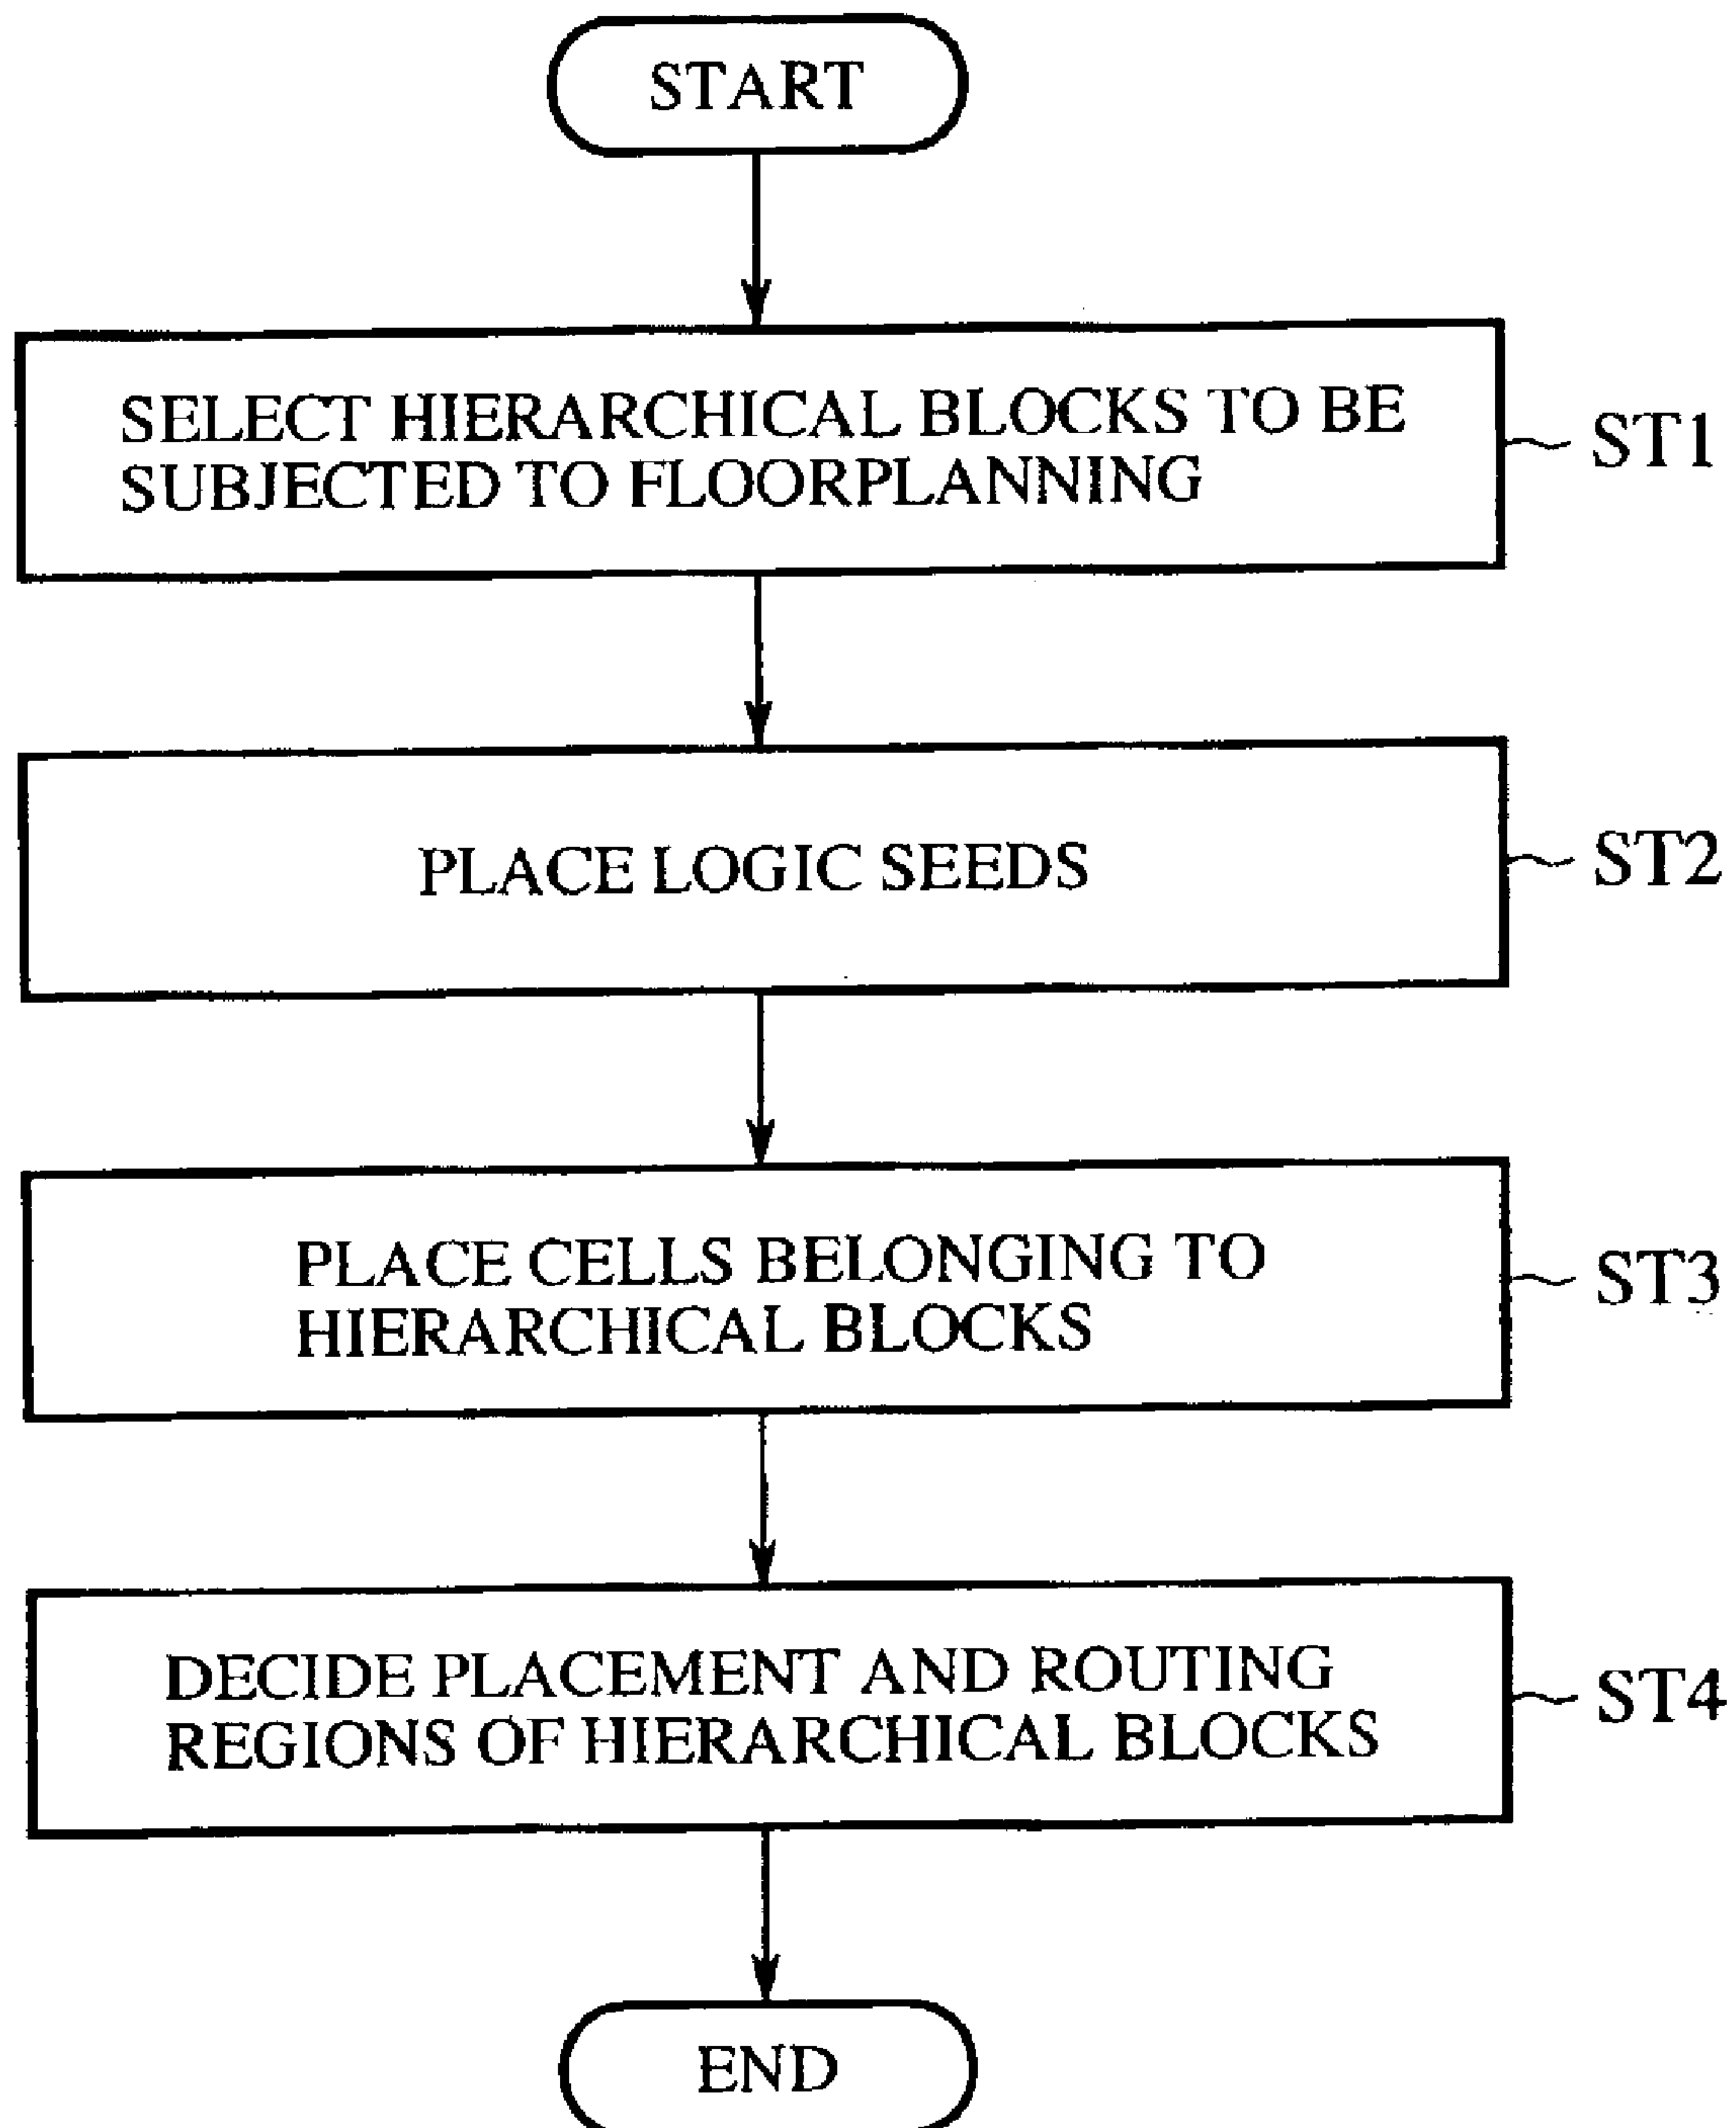 START
SELECT HIERARCHICAL BLOCKS TO BE
SUBJECTED TO FLOORPLANNING
ST1
PLACE LOGIC SEEDS
ST2
PLACE CELLS BELONGING TO
HIERARCHICAL BLOCKS
ST3
DECIDE PLACEMENT AND ROUTING
REGIONS OF HIERARCHICAL BLOCKS
ST4
END